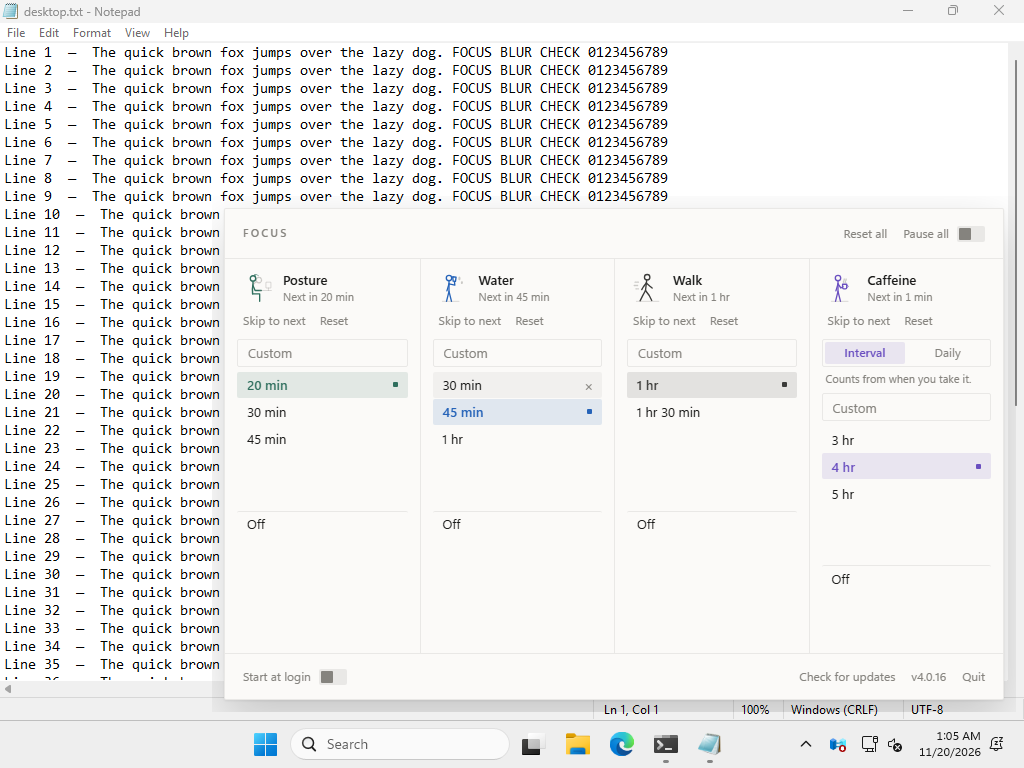 desktop.txt - Notepad
File Edit Format View Help
Line 1 — The quick brown fox jumps over the lazy dog. FOCUS BLUR CHECK 0123456789
Line 2 — The quick brown fox jumps over the lazy dog. FOCUS BLUR CHECK 0123456789
Line 3 — The quick brown fox jumps over the lazy dog. FOCUS BLUR CHECK 0123456789
Line 4 — The quick brown fox jumps over the lazy dog. FOCUS BLUR CHECK 0123456789
Line 5 — The quick brown fox jumps over the lazy dog. FOCUS BLUR CHECK 0123456789
Line 6 — The quick brown fox jumps over the lazy dog. FOCUS BLUR CHECK 0123456789
Line 7 — The quick brown fox jumps over the lazy dog. FOCUS BLUR CHECK 0123456789
Line 8 — The quick brown fox jumps over the lazy dog. FOCUS BLUR CHECK 0123456789
Line 9 — The quick brown fox jumps over the lazy dog. FOCUS BLUR CHECK 0123456789
Line 10 — The quick brown
Line 11 — The quick brown
Line 12 — The quick brown
Line 13 — The quick brown
Line 14 — The quick brown
Line 15 — The quick brown
Line 16 — The quick brown
Line 17 — The quick brown
Line 18 — The quick brown
Line 19 — The quick brown
Line 20 — The quick brown
Line 21 — The quick brown
Line 22 — The quick brown
Line 23 — The quick brown
Line 24 — The quick brown
Line 25 — The quick brown
Line 26 — The quick brown
Line 27 — The quick brown
Line 28 — The quick brown
Line 29 — The quick brown
Line 30 — The quick brown
Line 31 — The quick brown
Line 32 — The quick brown
Line 33 — The quick brown
Line 34 — The quick brown
Line 35 — The quick brown
FOCUS
Reset all Pause all
Posture
Next in 20 min
Skip to next Reset
Custom
20 min
30 min
45 min
Off
Water
Next in 45 min
Skip to next Reset
Custom
30 min ×
45 min
1 hr
Off
Walk
Next in 1 hr
Skip to next Reset
Custom
1 hr
1 hr 30 min
Off
Caffeine
Next in 1 min
Skip to next Reset
Interval Daily
Counts from when you take it.
Custom
3 hr
4 hr
5 hr
Off
Start at login
Check for updates v4.0.16 Quit
Ln 1, Col 1 100% Windows (CRLF) UTF-8
Search
1:05 AM
11/20/2026